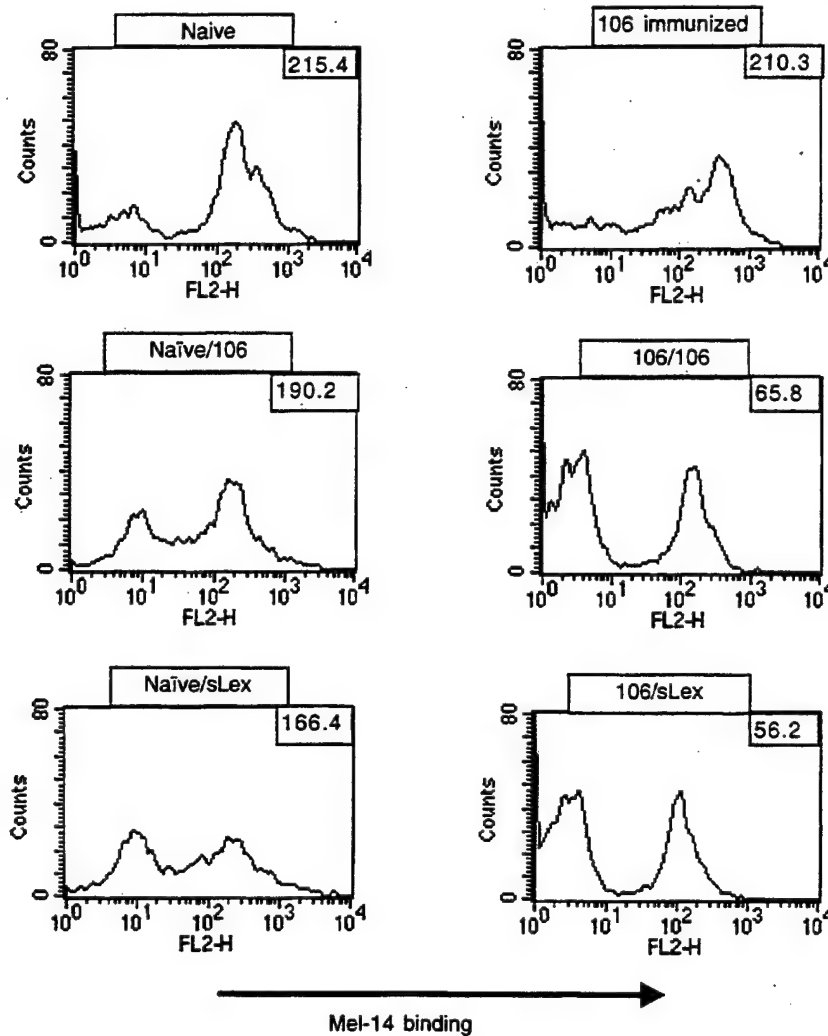 Naive
80
215.4
Counts
0
10^0 10^1 10^2 10^3 10^4
FL2-H
106 immunized
80
210.3
Counts
0
10^0 10^1 10^2 10^3 10^4
FL2-H
Naïve/106
80
190.2
Counts
0
10^0 10^1 10^2 10^3 10^4
FL2-H
106/106
80
65.8
Counts
0
10^0 10^1 10^2 10^3 10^4
FL2-H
Naïve/sLex
80
166.4
Counts
0
10^0 10^1 10^2 10^3 10^4
FL2-H
106/sLex
80
56.2
Counts
0
10^0 10^1 10^2 10^3 10^4
FL2-H
Mel-14 binding